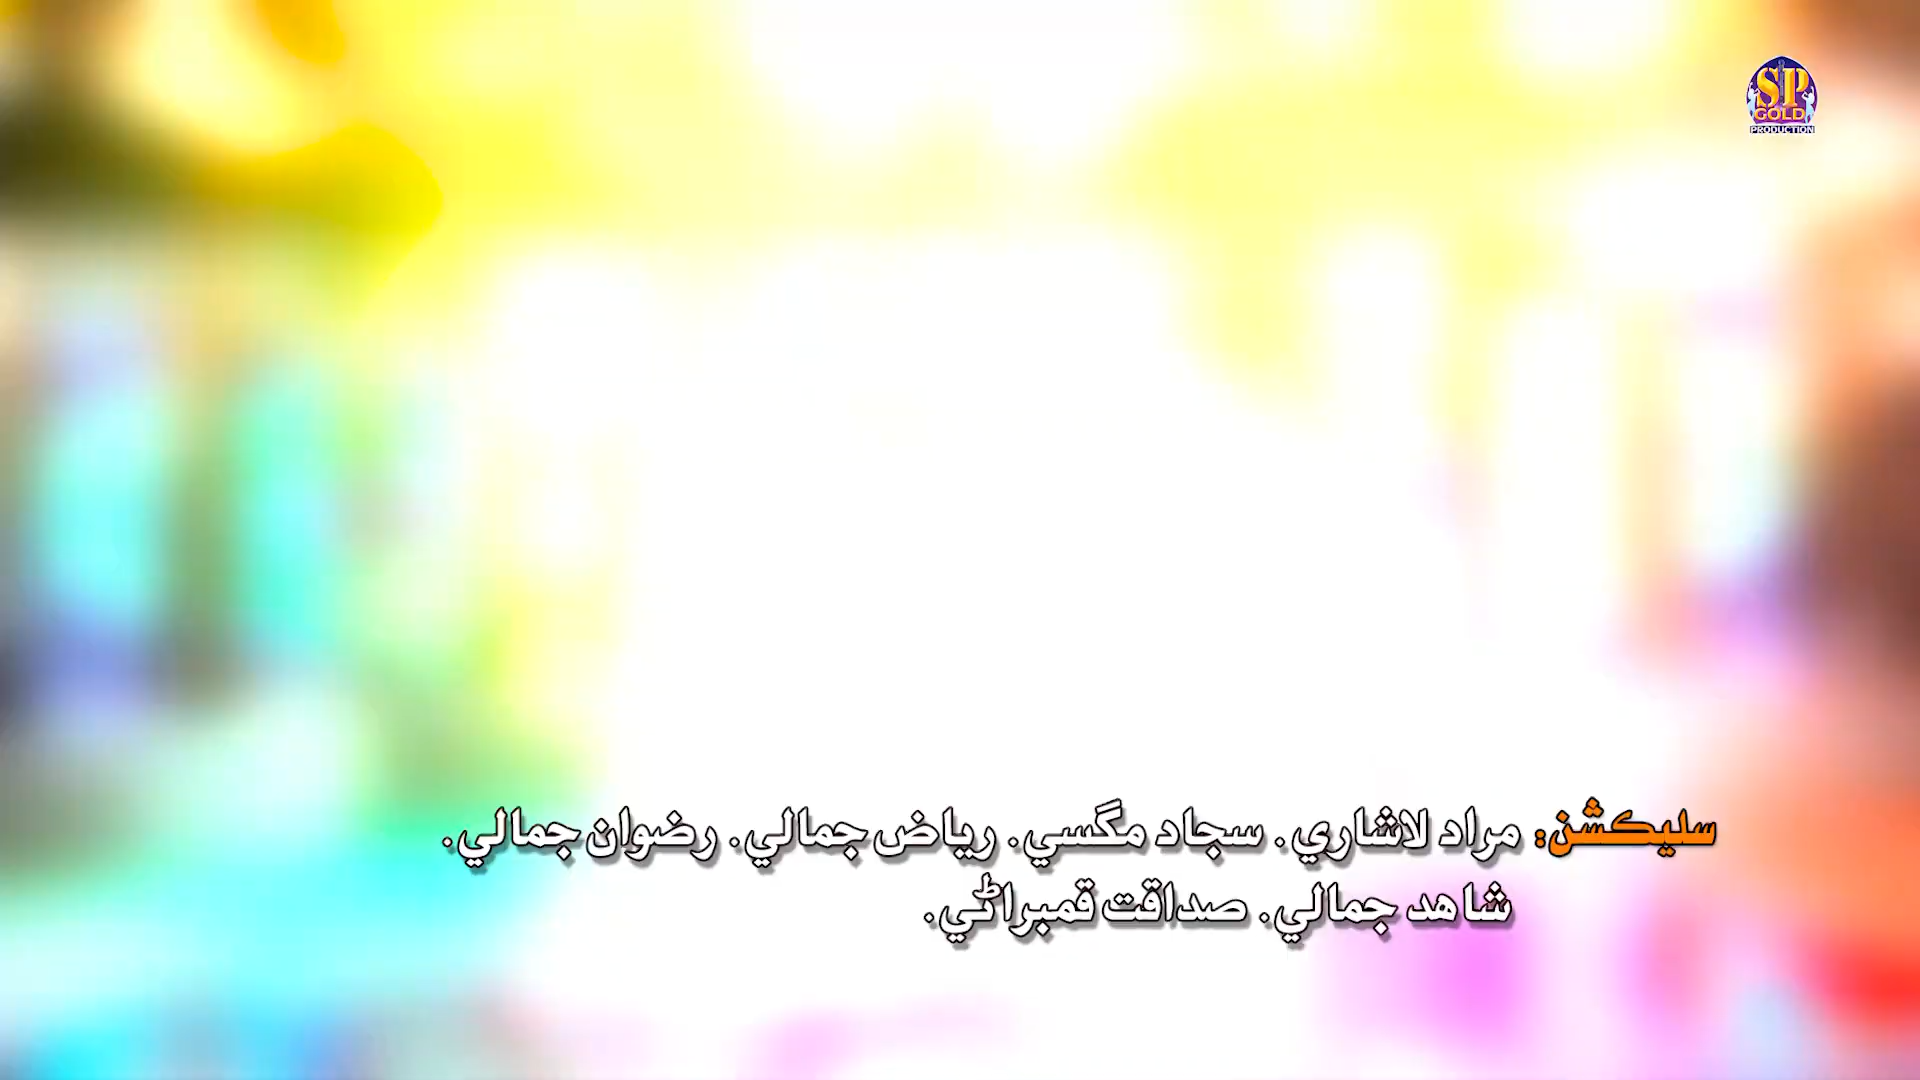 SP
GOLD
PRODUCTION
سليڪشن: مراد لاشاري. سجاد مگسي. رياض جمالي. رضوان جمالي.
شاهد جمالي. صداقت قمبراڻي.